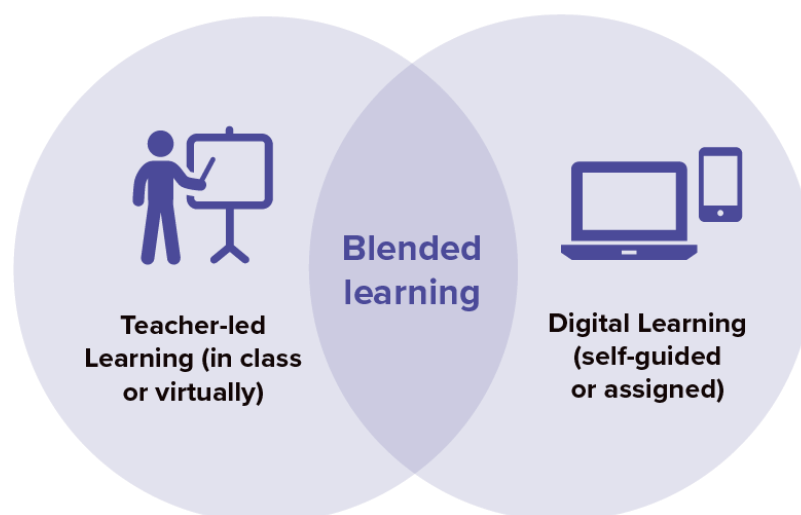 Blended
learning
Teacher-led
Learning (in class
or virtually)
Digital Learning
(self-guided
or assigned)